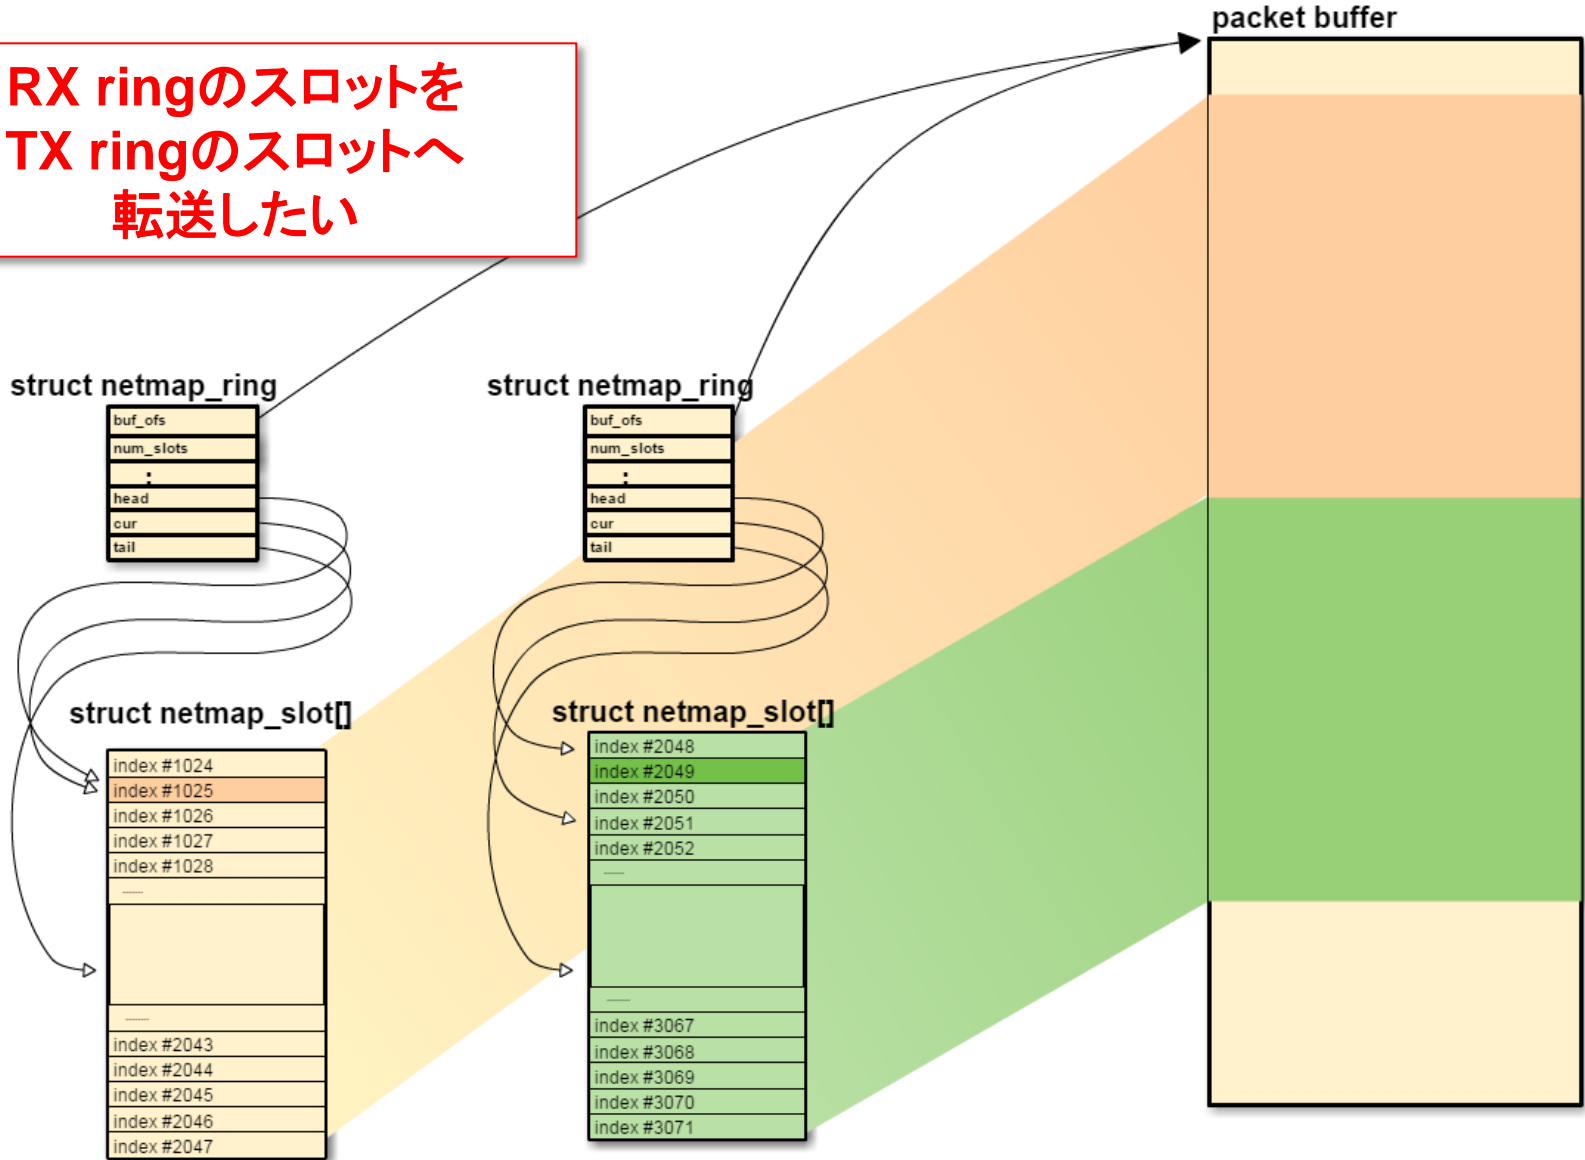 packet buffer
RX ringのスロットを
TX ringのスロットへ
転送したい
struct netmap_ring
buf_ofs
num_slots
:
head
cur
tail
struct netmap_ring
buf_ofs
num_slots
:
head
cur
tail
struct netmap_slot[]
index #1024
index #1025
index #1026
index #1027
index #1028
......
......
index #2043
index #2044
index #2045
index #2046
index #2047
struct netmap_slot[]
index #2048
index #2049
index #2050
index #2051
index #2052
......
......
index #3067
index #3068
index #3069
index #3070
index #3071